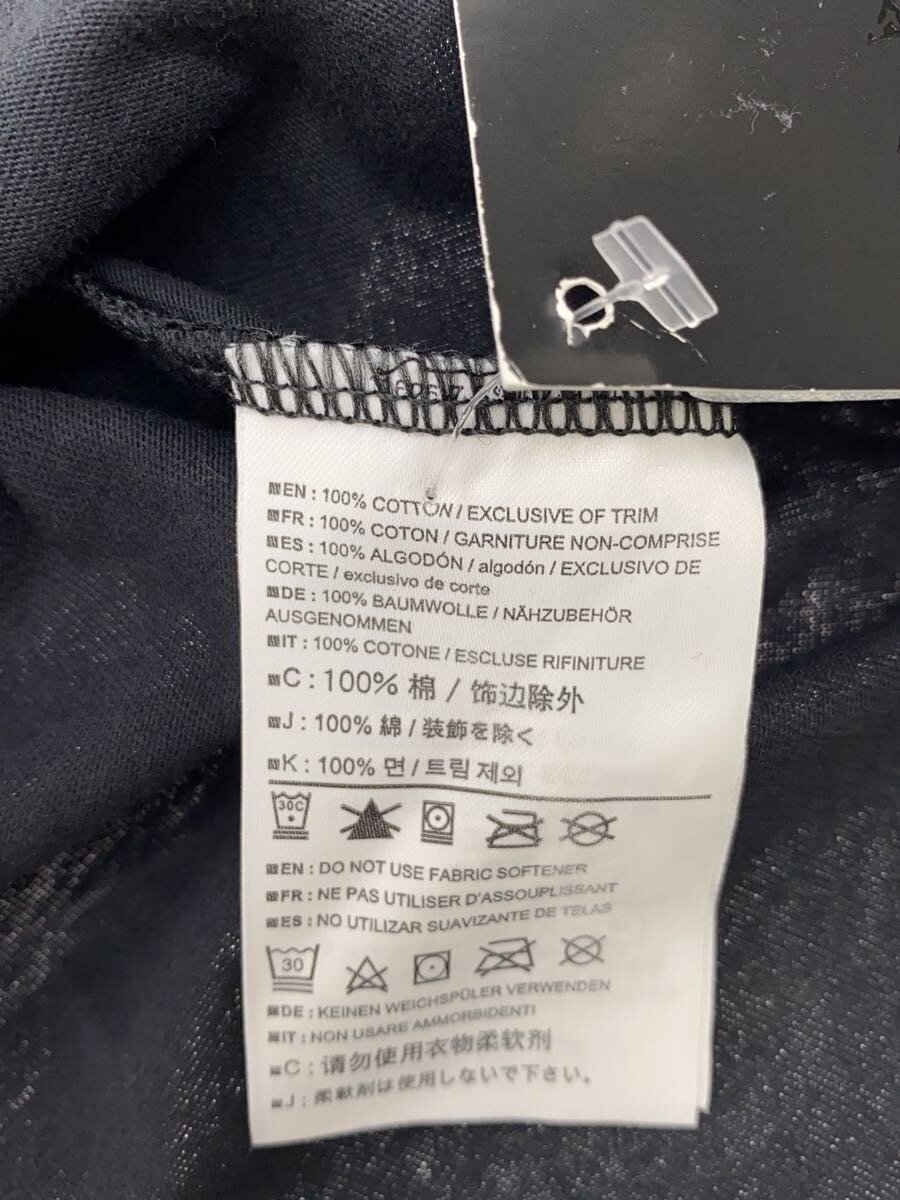 EN : 100% COTTON / EXCLUSIVE OF TRIM
FR : 100% COTON / GARNITURE NON-COMPRISE
ES : 100% ALGODÓN / algodón / EXCLUSIVO DE
CORTE / exclusivo de corte
DE : 100% BAUMWOLLE / NÄHZUBEHÖR
AUSGENOMMEN
IT : 100% COTONE / ESCLUSE RIFINITURE
C : 100% 棉 / 饰边除外
J : 100% 綿 / 装飾を除く
K : 100% 면 / 트림 제외
30C
EN : DO NOT USE FABRIC SOFTENER
FR : NE PAS UTILISER D'ASSOUPLISSANT
ES : NO UTILIZAR SUAVIZANTE DE TELAS
30
DE : KEINEN WEICHSPÜLER VERWENDEN
IT : NON USARE AMMORBIDENTI
C : 请勿使用衣物柔软剂
J : 柔軟剤は使用しないで下さい。